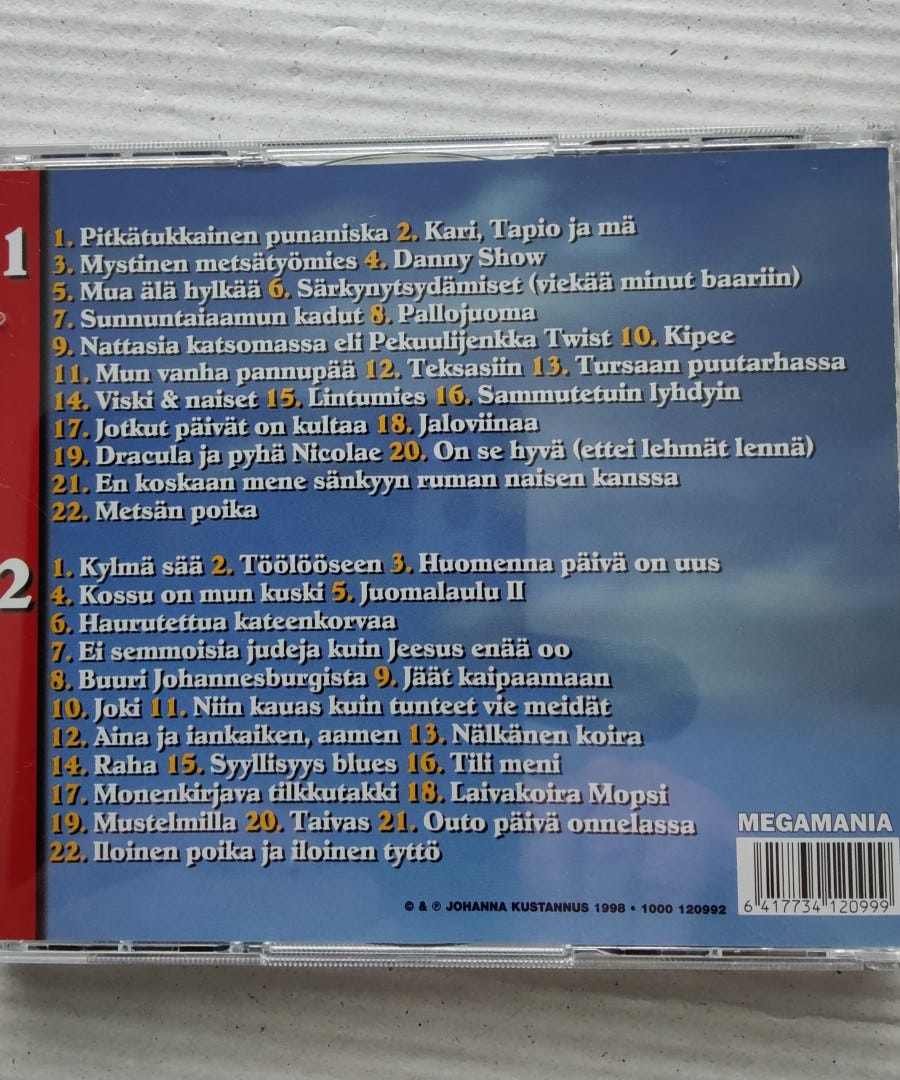 1
1. Pitkätukkainen punaniska 2. Kari, Tapio ja mä
3. Mystinen metsätyömies 4. Danny Show
5. Mua älä hylkää 6. Särkynytsydämiset (viekää minut baariin)
7. Sunnuntaiaamun kadut 8. Pallojuoma
9. Nattasia katsomassa eli Pekuulijenkka Twist 10. Kipee
11. Mun vanha pannupää 12. Teksasiin 13. Tursaan puutarhassa
14. Viski & naiset 15. Lintumies 16. Sammutetuin lyhdyin
17. Jotkut päivät on kultaa 18. Jaloviinaa
19. Dracula ja pyhä Nicolae 20. On se hyvä (ettei lehmät lennä)
21. En koskaan mene sänkyyn ruman naisen kanssa
22. Metsän poika
2
1. Kylmä sää 2. Töölööseen 3. Huomenna päivä on uus
4. Kossu on mun kuski 5. Juomalaulu II
6. Haurutettua kateenkorvaa
7. Ei semmoisia judeja kuin Jeesus enää oo
8. Buuri Johannesburgista 9. Jäät kaipaamaan
10. Joki 11. Niin kauas kuin tunteet vie meidät
12. Aina ja iankaiken, aamen 13. Nälkänen koira
14. Raha 15. Syyllisyys blues 16. Tili meni
17. Monenkirjava tilkkutakki 18. Laivakoira Mopsi
19. Mustelmilla 20. Taivas 21. Outo päivä onnelassa
22. Iloinen poika ja iloinen tyttö
MEGAMANIA
6 417734 120999
© & ℗ JOHANNA KUSTANNUS 1998 • 1000 120992